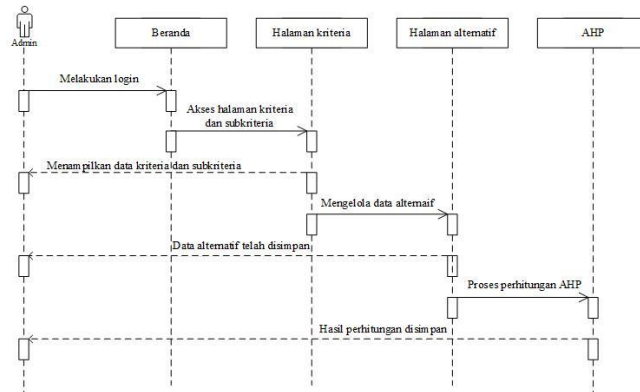 Admin
Beranda
Halaman kriteria
Halaman alternatif
AHP
Melakukan login
Akses halaman kriteria
dan subkriteria
Menampilkan data kriteria dan subkriteria
Mengelola data alternaif
Data alternatif telah disimpan
Proses perhitungan AHP
Hasil perhitungan disimpan